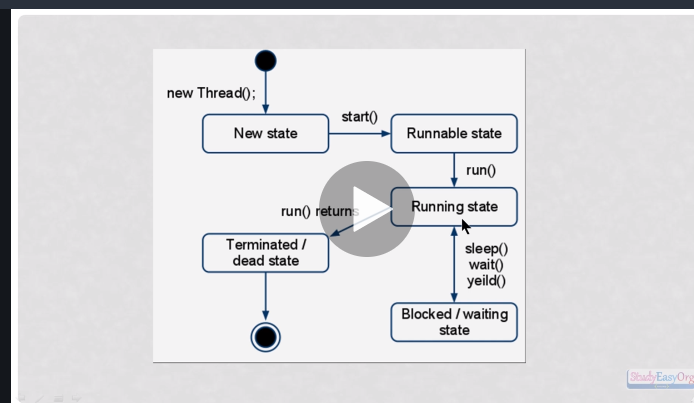 new Thread();
New state
start()
Runnable state
run()
run() returns
Running state
Terminated /
dead state
sleep()
wait()
yeild()
Blocked / waiting
state
StudyEasyOrg